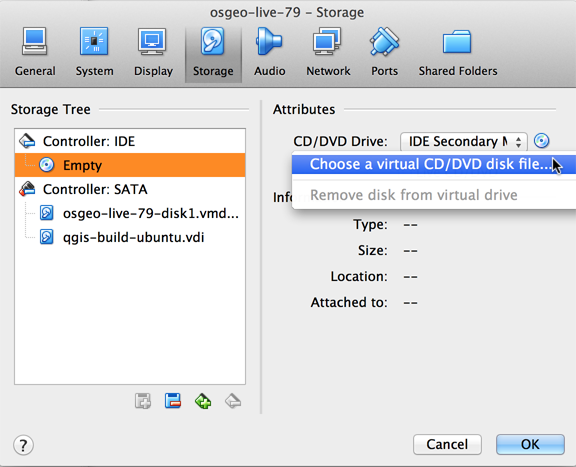 osgeo-live-79 – Storage
General System Display Storage Audio Network Ports Shared Folders
Storage Tree
Controller: IDE
Empty
Controller: SATA
osgeo-live-79-disk1.vmd...
qgis-build-ubuntu.vdi
Attributes
CD/DVD Drive: IDE Secondary
Choose a virtual CD/DVD disk file...
Remove disk from virtual drive
Type: --
Size: --
Location: --
Attached to: --
? Cancel OK